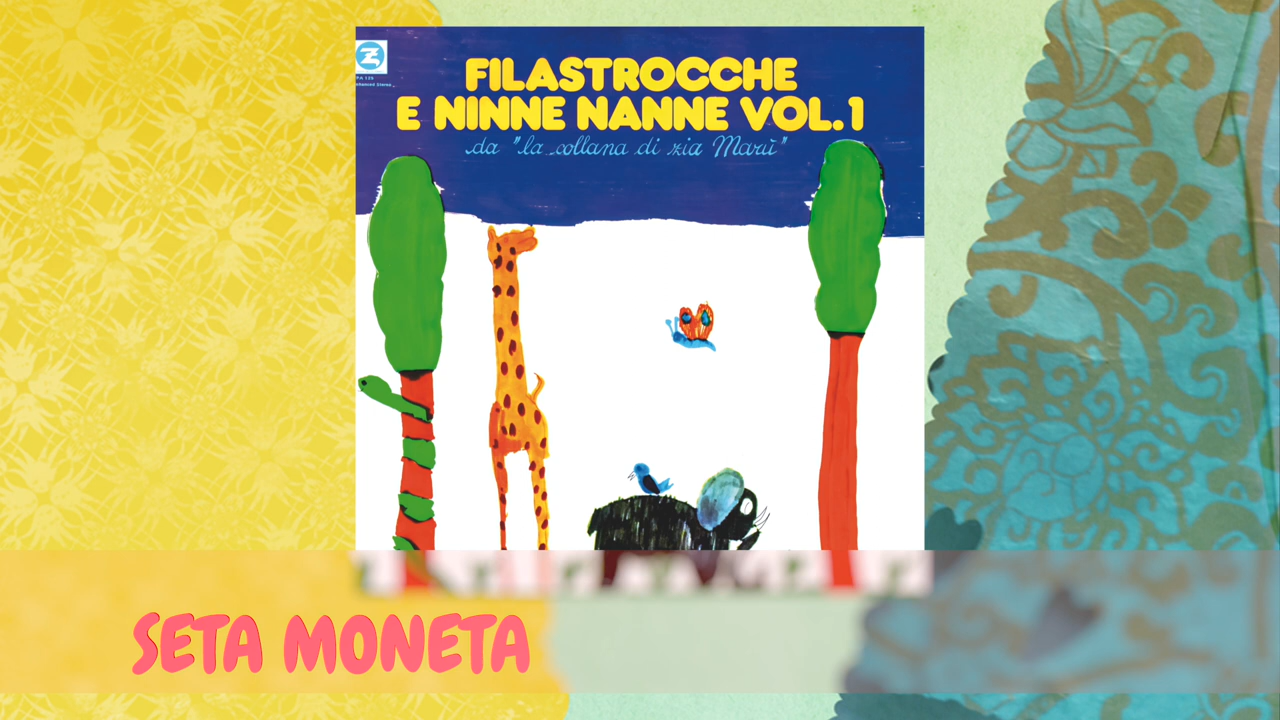 Z
FILASTROCCHE
E NINNE NANNE VOL.1
da "la collana di zia Marù"
SETA MONETA